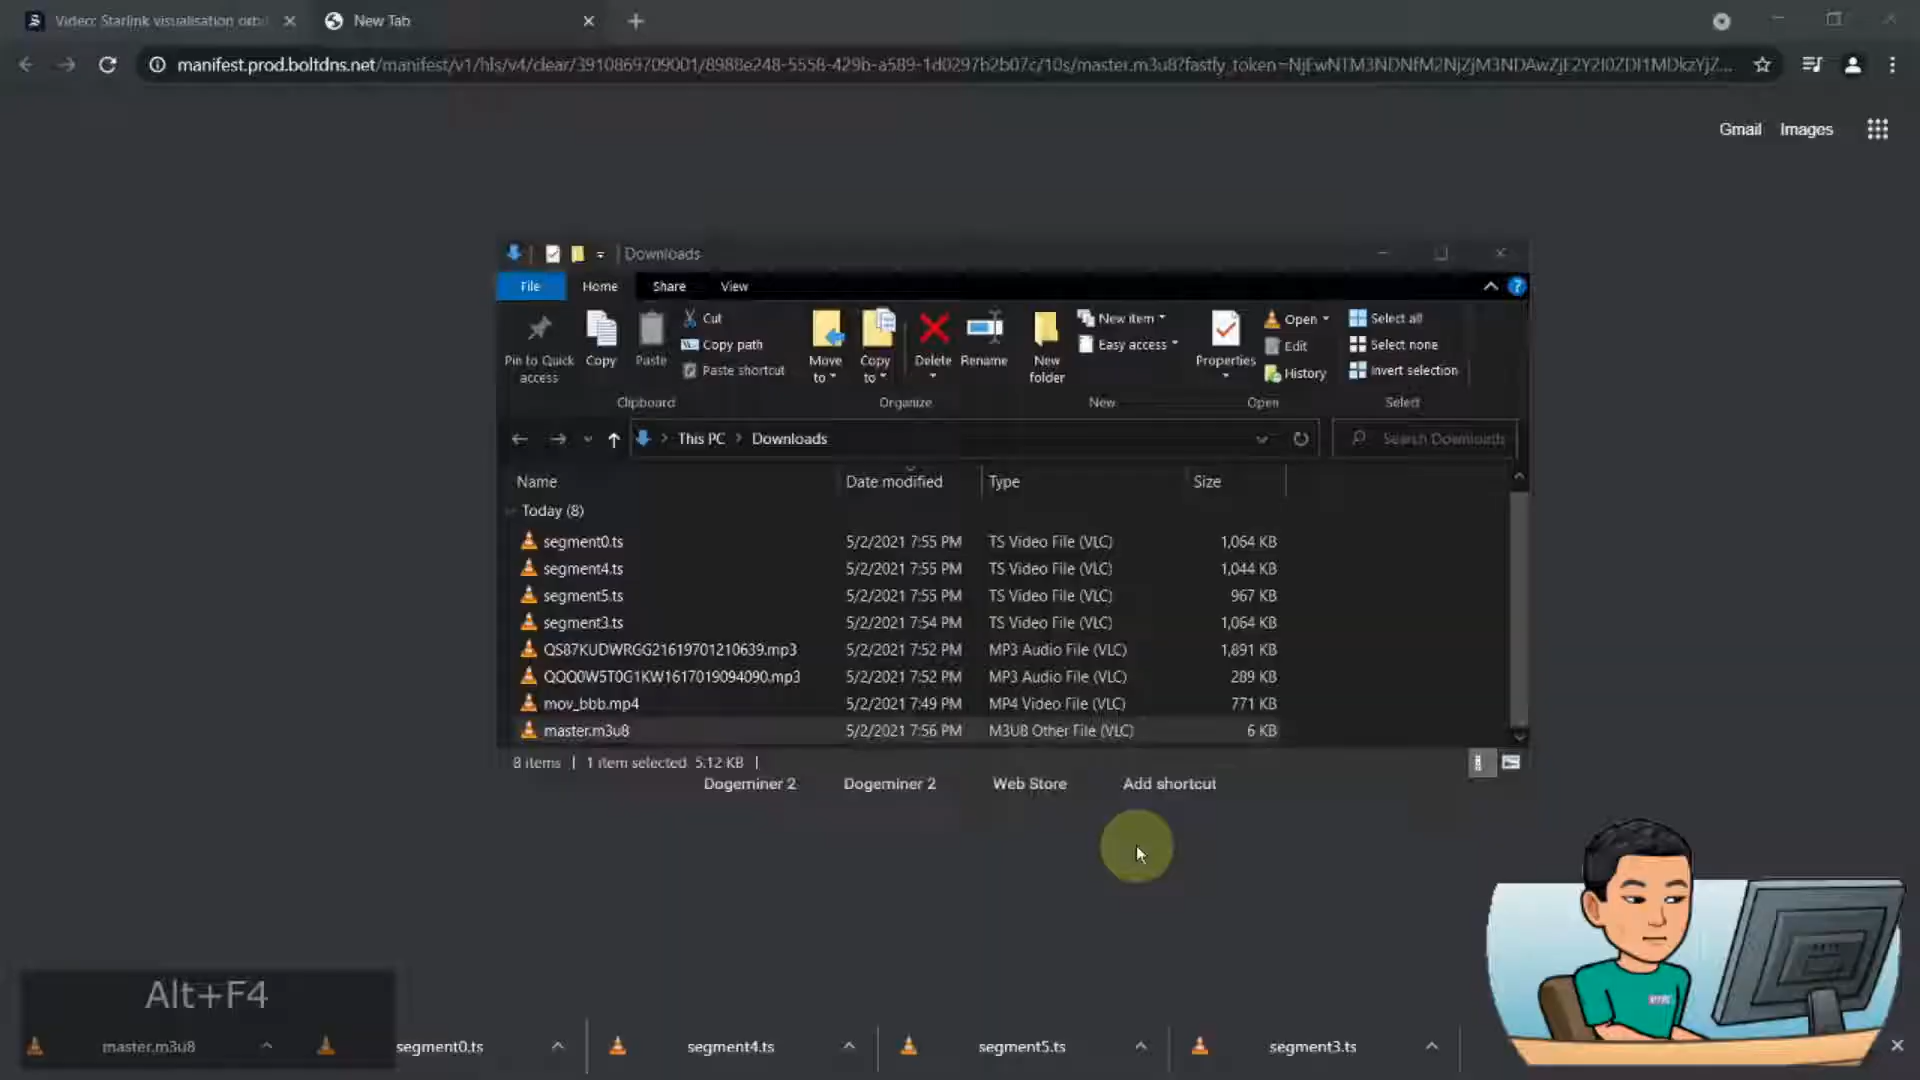 Video: Starlink visualisation orbi
New Tab
manifest.prod.boltdns.net/manifest/v1/hls/v4/clear/3910869709001/8988e248-5558-429b-a589-1d0297b2b07c/10s/master.m3u8?fastly_token=
Gmail Images
Downloads
File Home Share View
Pin to Quick access
Copy
Paste
Cut
Copy path
Paste shortcut
Move to
Copy to
Delete
Rename
New folder
New item
Easy access
Properties
Open
Edit
History
Select all
Select none
Invert selection
Clipboard Organize New Open Select
This PC > Downloads
Search Downloads
Name Date modified Type Size
Today (8)
segment0.ts 5/2/2021 7:55 PM TS Video File (VLC) 1,064 KB
segment4.ts 5/2/2021 7:55 PM TS Video File (VLC) 1,044 KB
segment5.ts 5/2/2021 7:55 PM TS Video File (VLC) 967 KB
segment3.ts 5/2/2021 7:54 PM TS Video File (VLC) 1,064 KB
QS87KUDWRGG21619701210639.mp3 5/2/2021 7:52 PM MP3 Audio File (VLC) 1,891 KB
QQQ0W5T0G1KW1617019094090.mp3 5/2/2021 7:52 PM MP3 Audio File (VLC) 289 KB
mov_bbb.mp4 5/2/2021 7:49 PM MP4 Video File (VLC) 771 KB
master.m3u8 5/2/2021 7:56 PM M3U8 Other File (VLC) 6 KB
8 items | 1 item selected 5.12 KB |
Dogeminer 2 Dogeminer 2 Web Store Add shortcut
Alt+F4
master.m3u8 segment0.ts segment4.ts segment5.ts segment3.ts